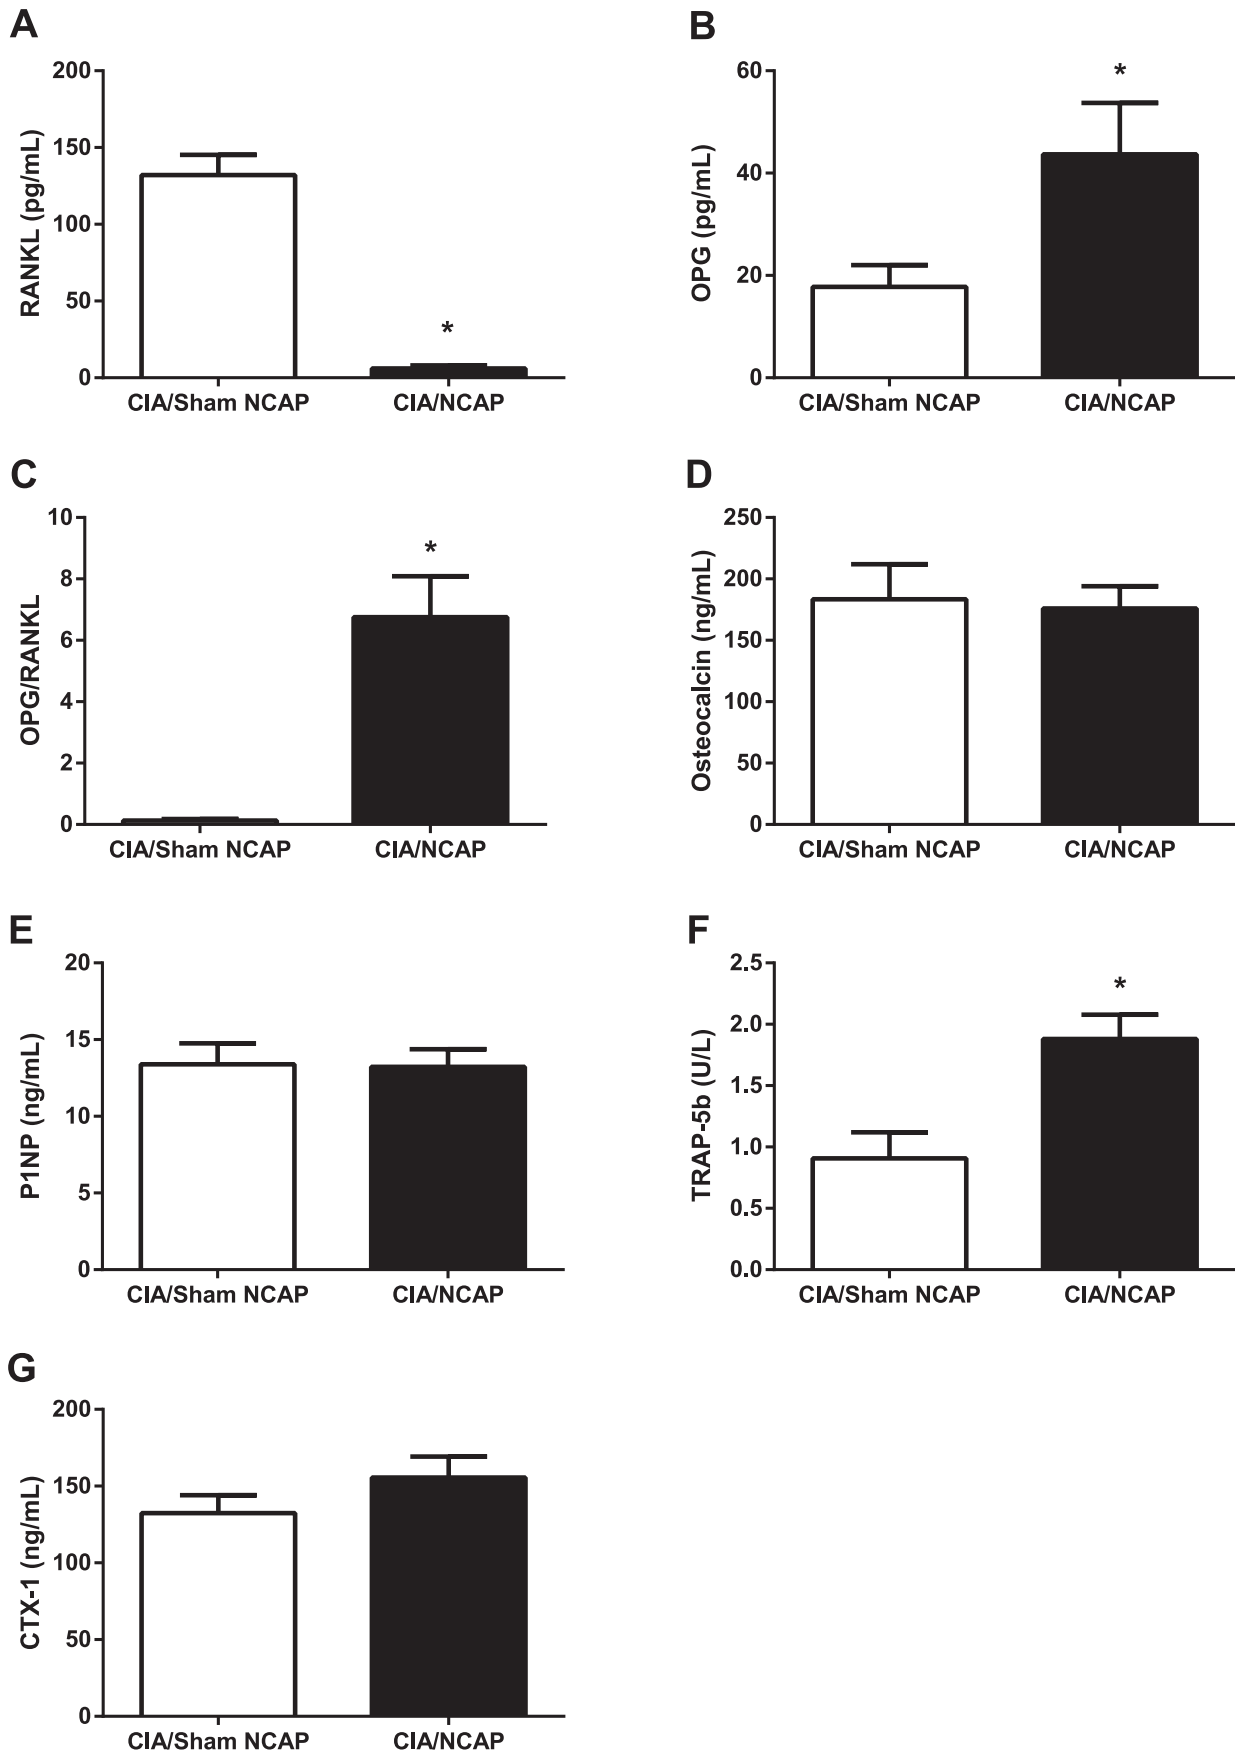 A
RANKL (pg/mL)
200
150
100
50
0
*
CIA/Sham NCAP CIA/NCAP
B
OPG (pg/mL)
60
40
20
0
*
CIA/Sham NCAP CIA/NCAP
C
OPG/RANKL
10
8
6
4
2
0
*
CIA/Sham NCAP CIA/NCAP
D
Osteocalcin (ng/mL)
250
200
150
100
50
0
CIA/Sham NCAP CIA/NCAP
E
P1NP (ng/mL)
20
15
10
5
0
CIA/Sham NCAP CIA/NCAP
F
TRAP-5b (U/L)
2.5
2.0
1.5
1.0
0.5
0.0
*
CIA/Sham NCAP CIA/NCAP
G
CTX-1 (ng/mL)
200
150
100
50
0
CIA/Sham NCAP CIA/NCAP